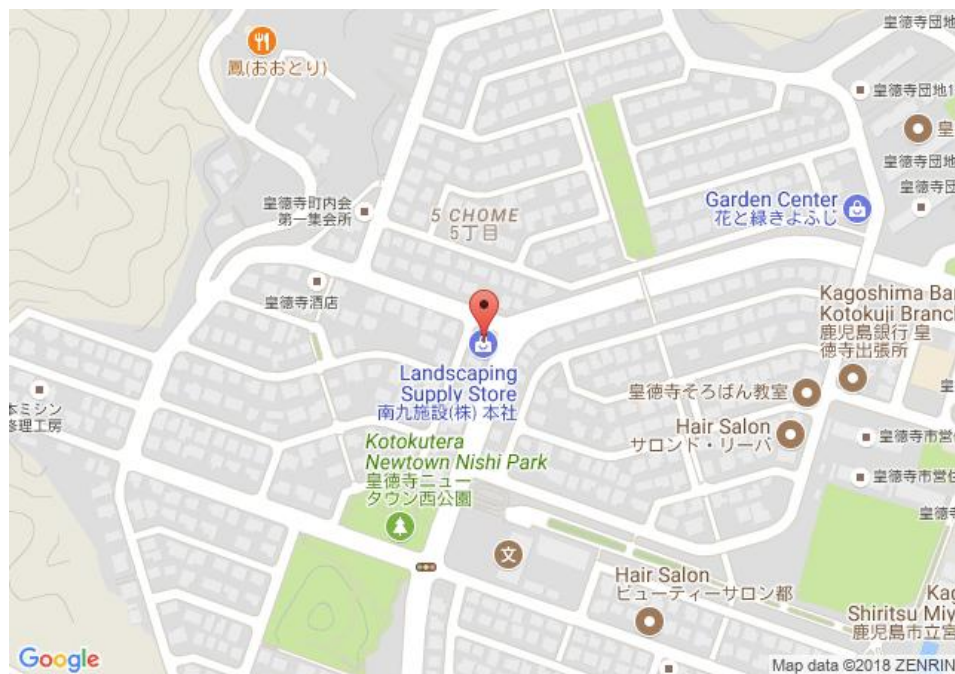 鳳(おおとり)
皇徳寺団地1
皇
皇徳寺団地
皇徳寺団
皇徳寺町内会
第一集会所
5 CHOME
5丁目
Garden Center
花と緑きよふじ
皇徳寺酒店
Kagoshima Ba
Kotokuji Branch
鹿児島銀行 皇
徳寺出張所
Landscaping
Supply Store
南九施設(株) 本社
本ミシン
修理工房
皇徳寺そろばん教室
Hair Salon
サロンド・リーバ
皇徳寺市営住
皇徳寺市営住
皇徳寺
Kotokutera
Newtown Nishi Park
皇徳寺ニュー
タウン西公園
文
Hair Salon
ビューティーサロン都
Kag
Shiritsu Miy
鹿児島市立宮
Google
Map data ©2018 ZENRIN